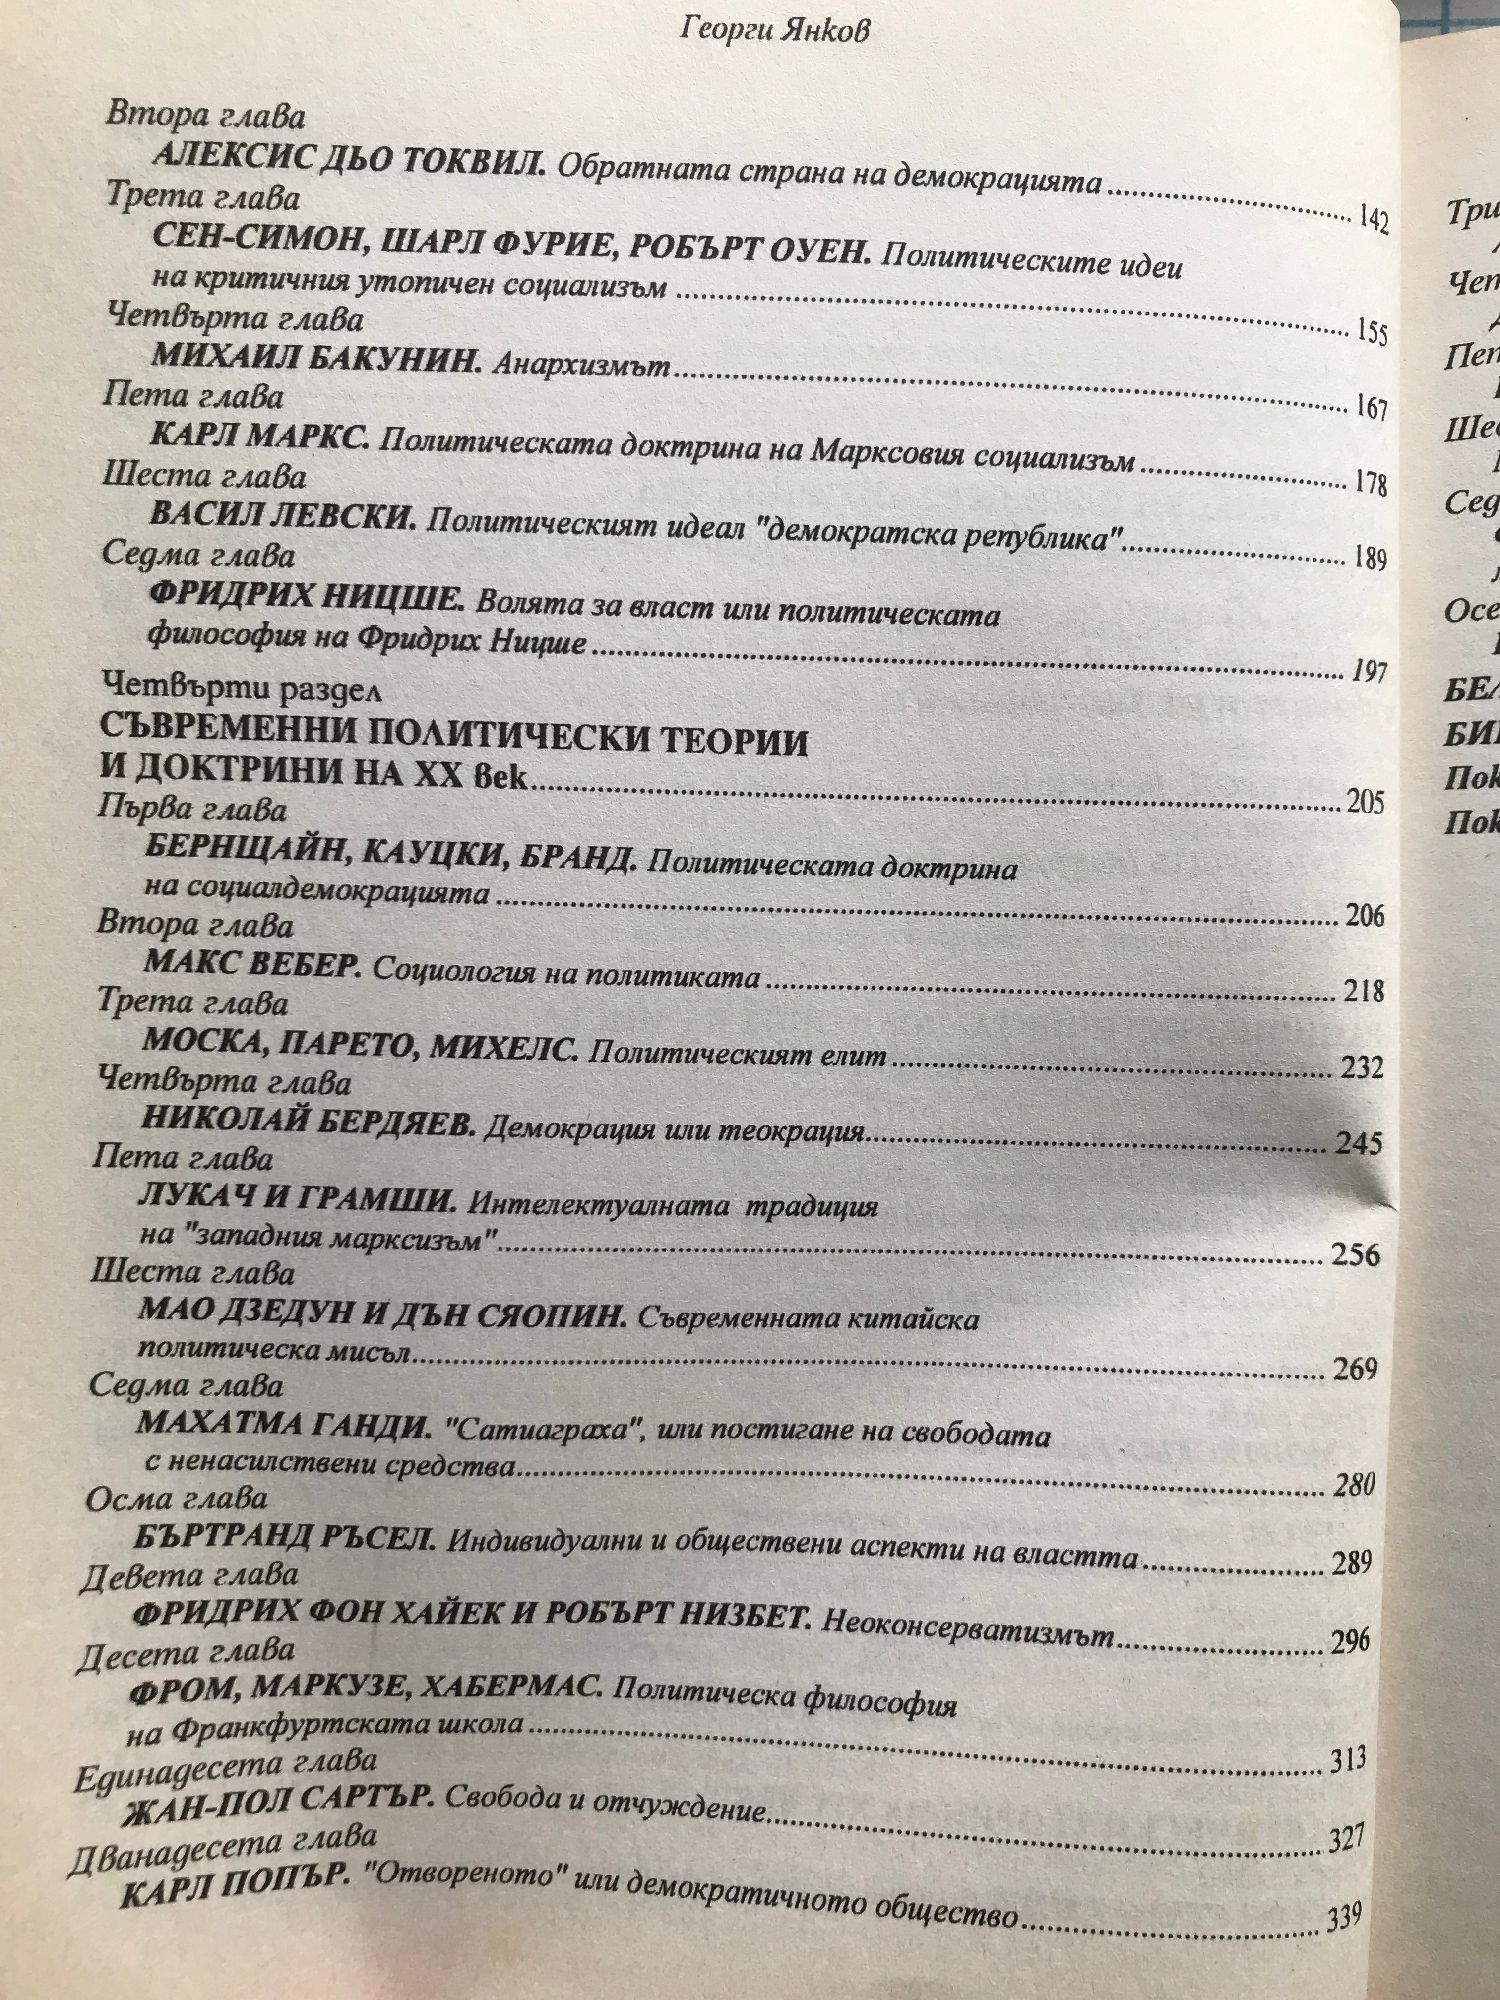 Георги Янков
Втора глава
АЛЕКСИС ДЬО ТОКВИЛ. Обратната страна на демокрацията ... 142
Трета глава
СЕН-СИМОН, ШАРЛ ФУРИЕ, РОБЪРТ ОУЕН. Политическите идеи
на критичния утопичен социализъм ... 155
Четвърта глава
МИХАИЛ БАКУНИН. Анархизмът ... 167
Пета глава
КАРЛ МАРКС. Политическата доктрина на Марксовия социализъм ... 178
Шеста глава
ВАСИЛ ЛЕВСКИ. Политическият идеал "демократска република" ... 189
Седма глава
ФРИДРИХ НИЦШЕ. Волята за власт или политическата
философия на Фридрих Ницше ... 197
Четвърти раздел
СЪВРЕМЕННИ ПОЛИТИЧЕСКИ ТЕОРИИ
И ДОКТРИНИ НА XX век ... 205
Първа глава
БЕРНЩАЙН, КАУЦКИ, БРАНД. Политическата доктрина
на социалдемокрацията ... 206
Втора глава
МАКС ВЕБЕР. Социология на политиката ... 218
Трета глава
МОСКА, ПАРЕТО, МИХЕЛС. Политическият елит ... 232
Четвърта глава
НИКОЛАЙ БЕРДЯЕВ. Демокрация или теокрация ... 245
Пета глава
ЛУКАЧ И ГРАМШИ. Интелектуалната традиция
на "западния марксизъм" ... 256
Шеста глава
МАО ДЗЕДУН И ДЪН СЯОПИН. Съвременната китайска
политическа мисъл ... 269
Седма глава
МАХАТМА ГАНДИ. "Сатиаграха", или постигане на свободата
с ненасилствени средства ... 280
Осма глава
БЪРТРАНД РЪСЕЛ. Индивидуални и обществени аспекти на властта ... 289
Девета глава
ФРИДРИХ ФОН ХАЙЕК И РОБЪРТ НИЗБЕТ. Неоконсерватизмът ... 296
Десета глава
ФРОМ, МАРКУЗЕ, ХАБЕРМАС. Политическа философия
на Франкфуртската школа ... 313
Единадесета глава
ЖАН-ПОЛ САРТЪР. Свобода и отчуждение ... 327
Дванадесета глава
КАРЛ ПОПЪР. "Отвореното" или демократичното общество ... 339